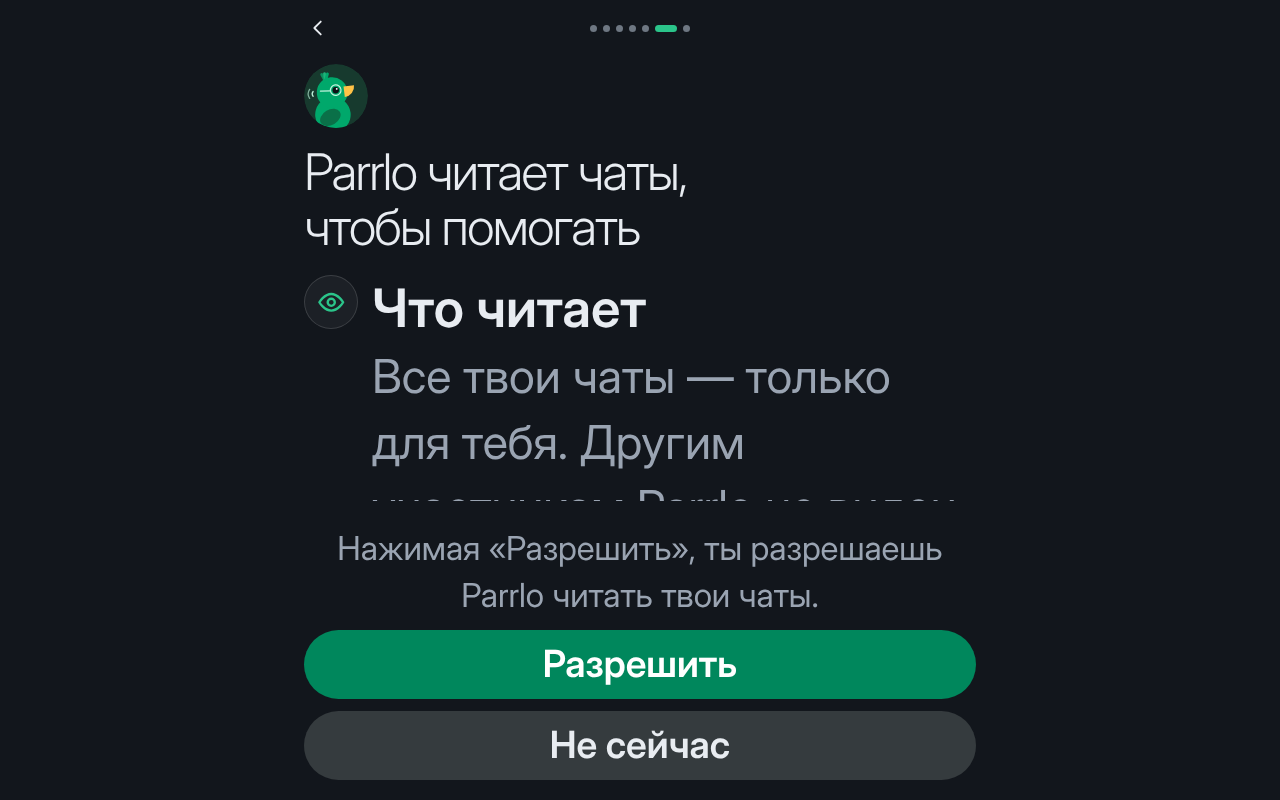 Parrlo читает чаты,
чтобы помогать
Что читает
Все твои чаты — только
для тебя. Другим
Нажимая «Разрешить», ты разрешаешь
Parrlo читать твои чаты.
Разрешить
Не сейчас